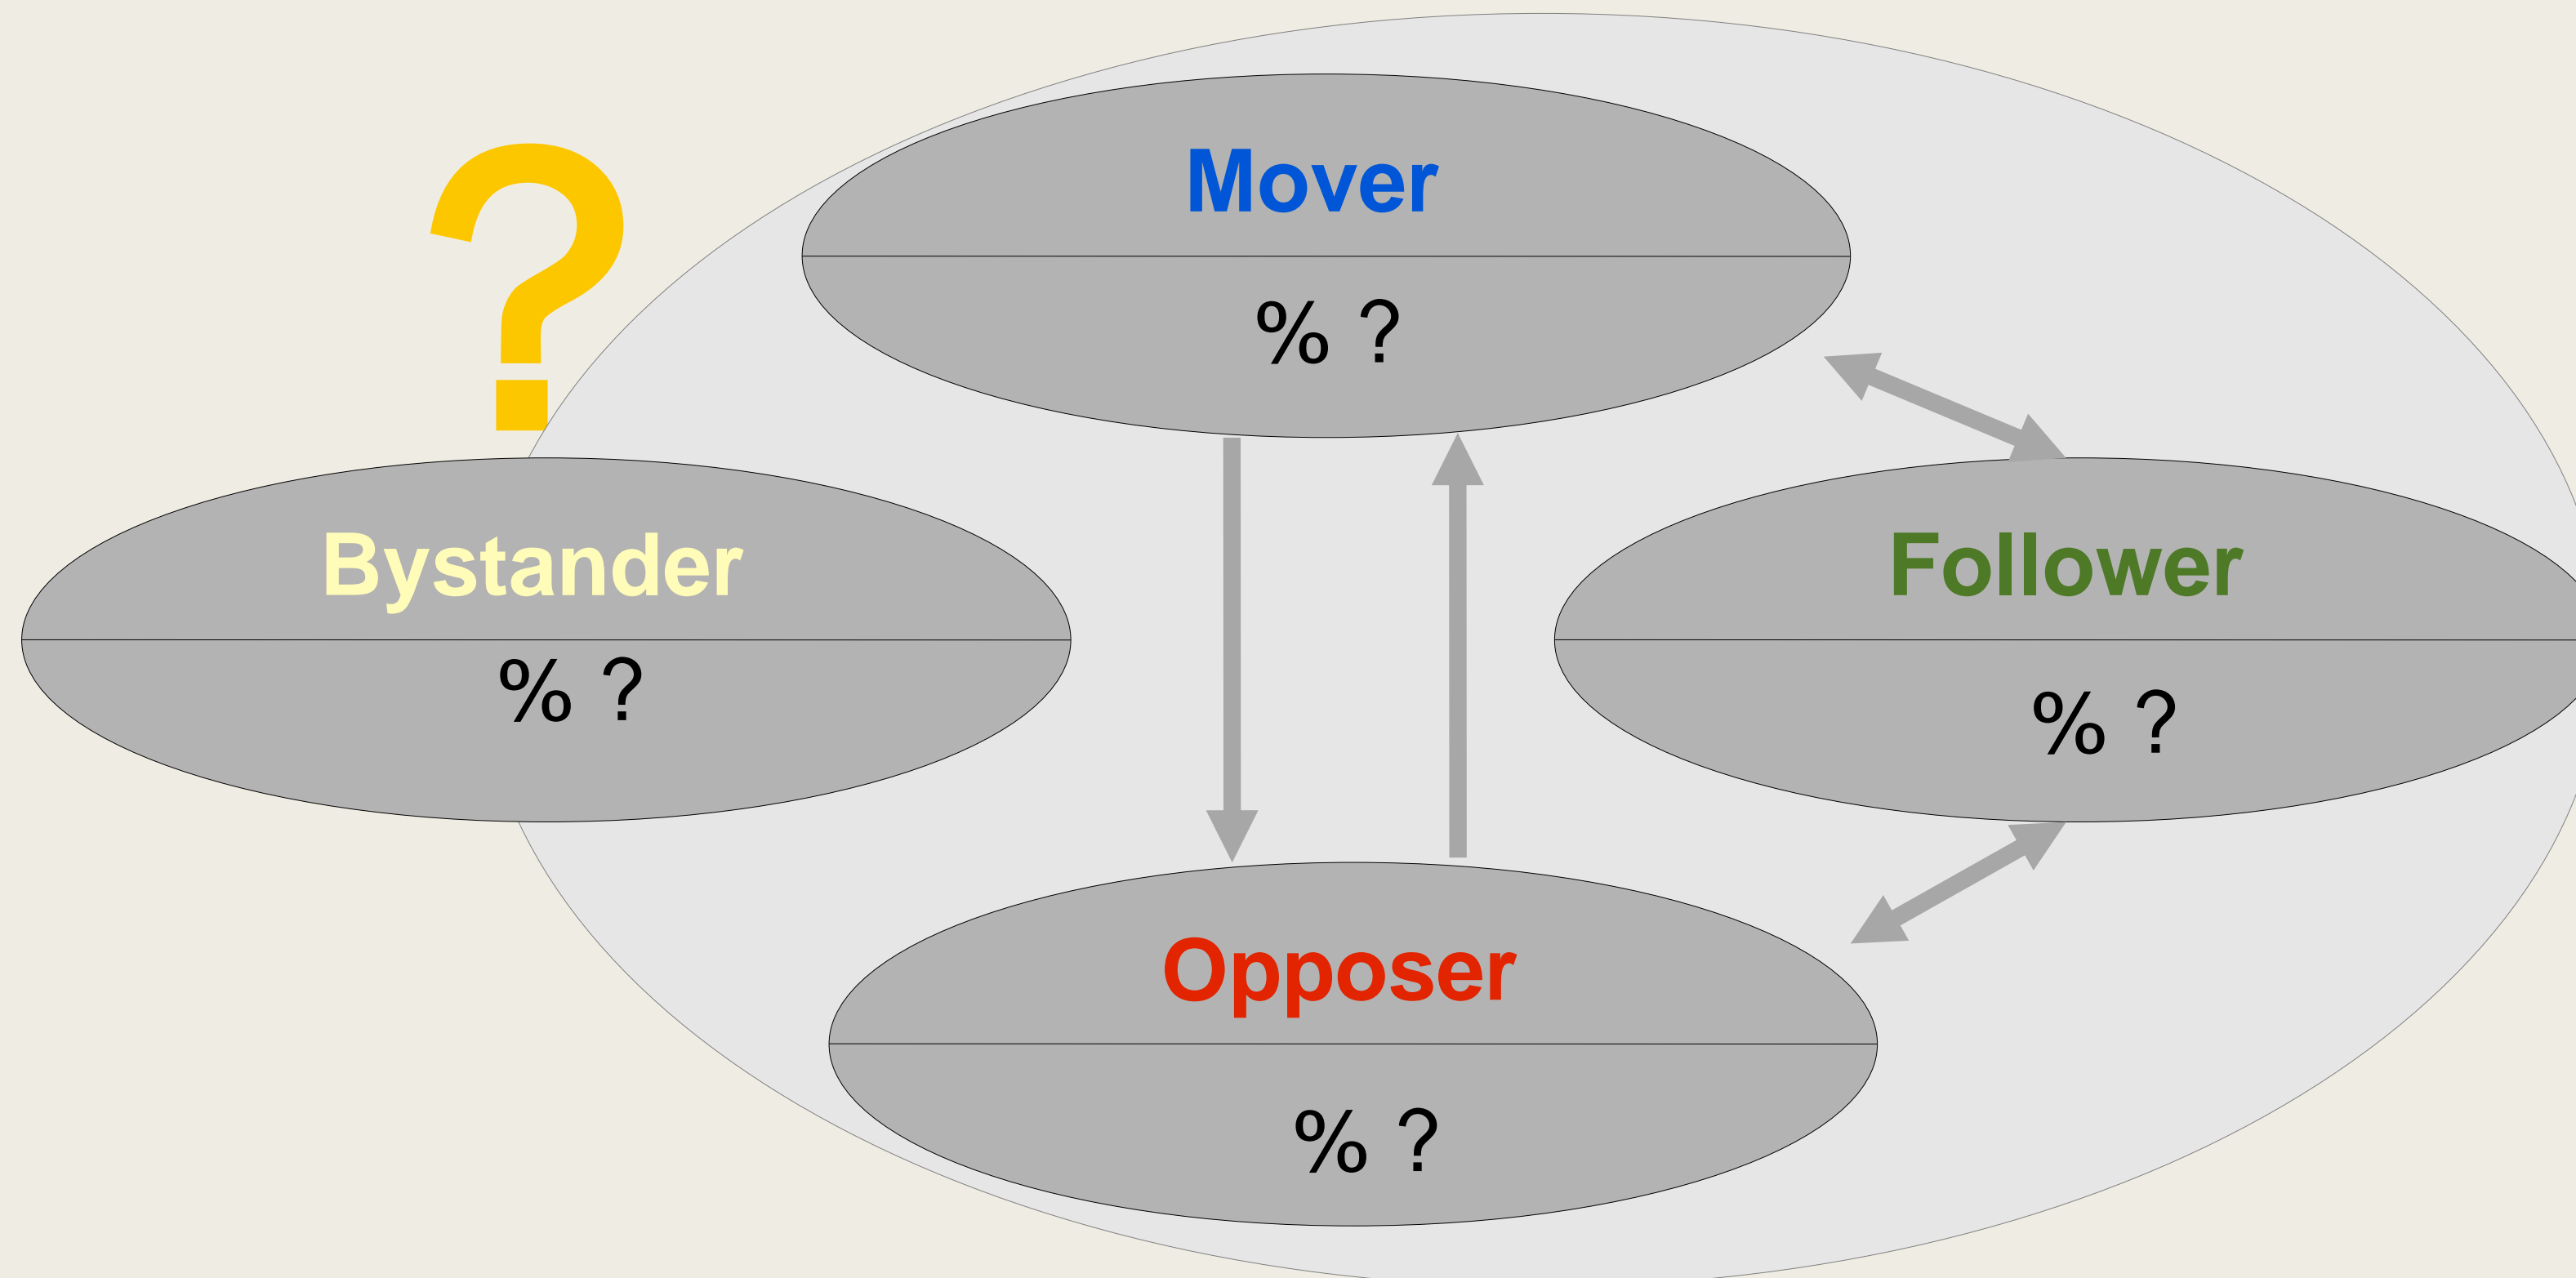 Mover
% ?
?
Bystander
% ?
Follower
% ?
Opposer
% ?